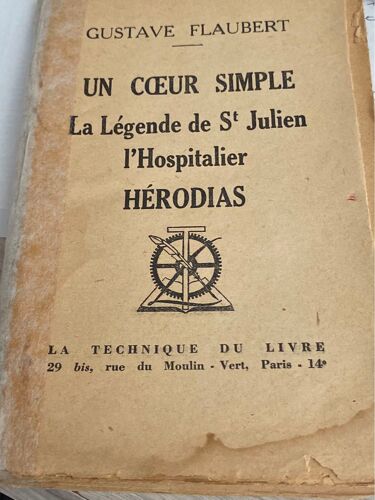 GUSTAVE FLAUBERT
UN CŒUR SIMPLE
La Légende de St Julien
l'Hospitalier
HÉRODIAS
LA TECHNIQUE DU LIVRE
29 bis, rue du Moulin - Vert, Paris - 14e